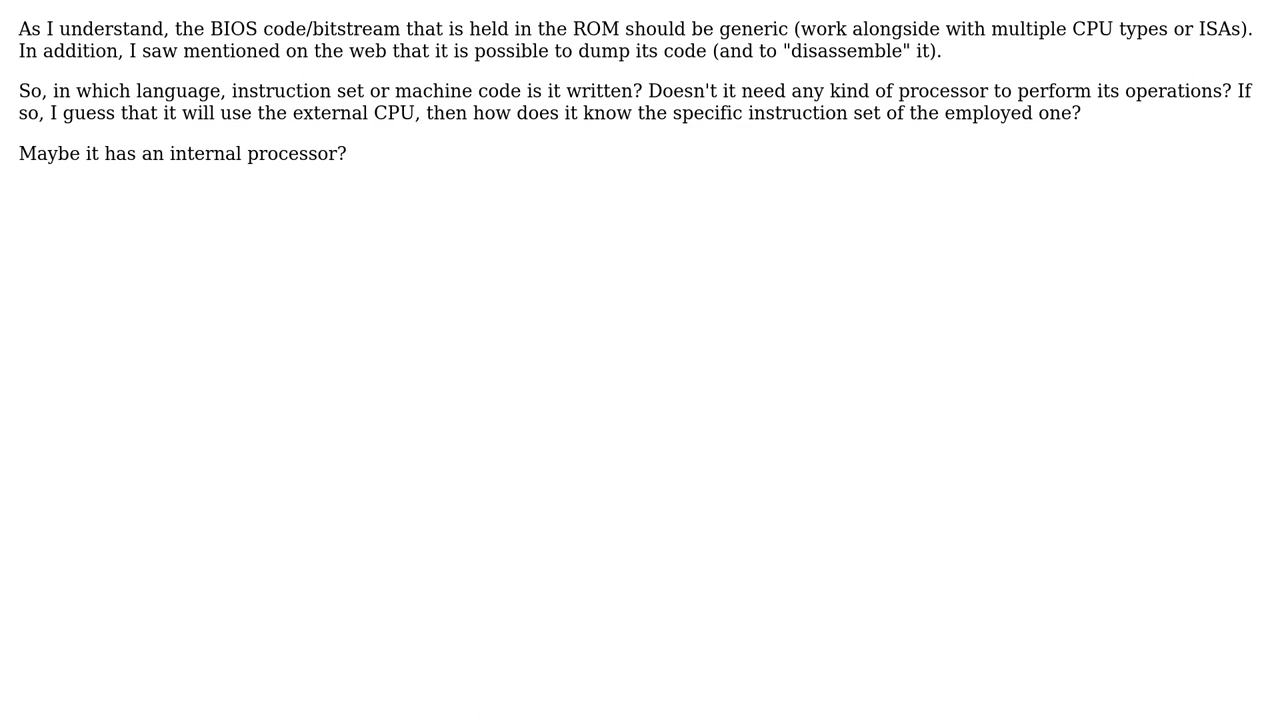 As I understand, the BIOS code/bitstream that is held in the ROM should be generic (work alongside with multiple CPU types or ISAs).
In addition, I saw mentioned on the web that it is possible to dump its code (and to "disassemble" it).
So, in which language, instruction set or machine code is it written? Doesn't it need any kind of processor to perform its operations? If
so, I guess that it will use the external CPU, then how does it know the specific instruction set of the employed one?
Maybe it has an internal processor?